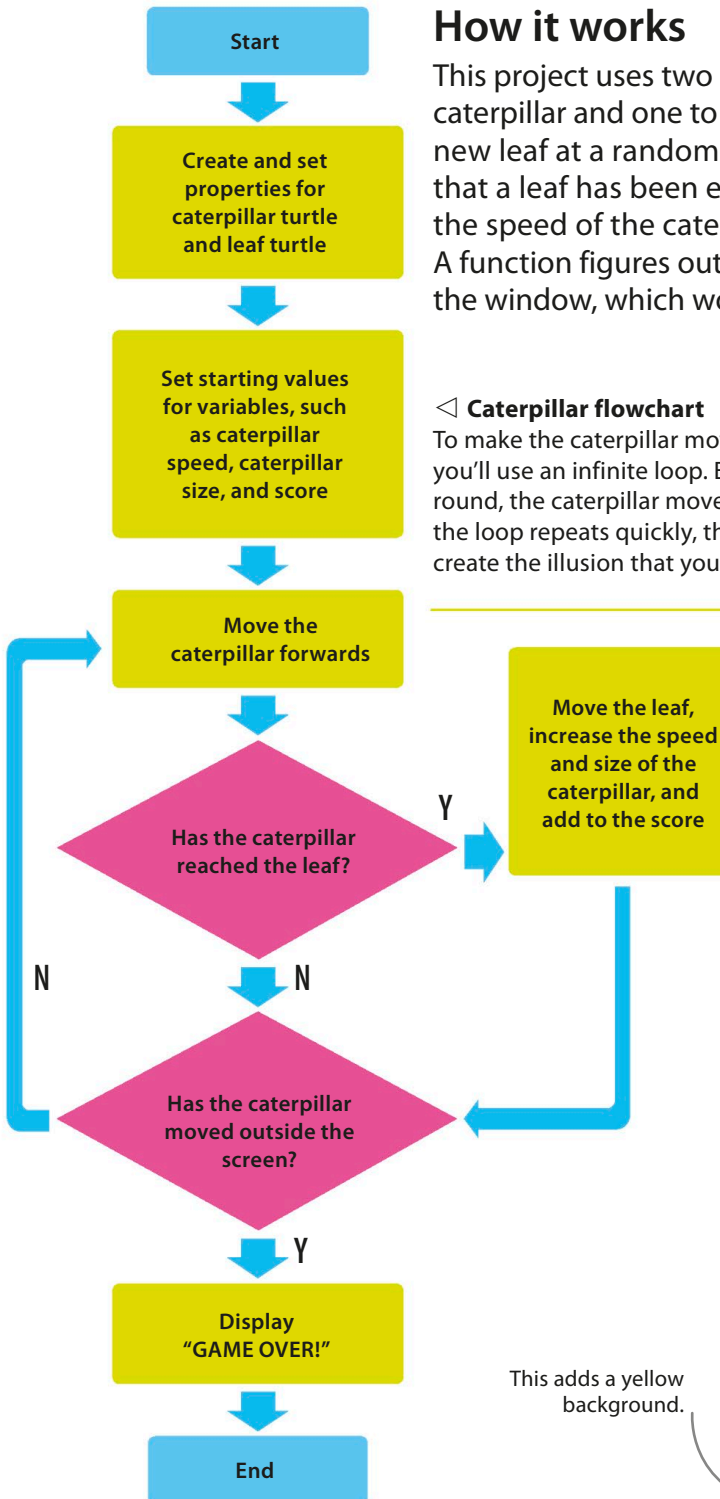 Start
Create and set
properties for
caterpillar turtle
and leaf turtle
Set starting values
for variables, such
as caterpillar
speed, caterpillar
size, and score
Move the
caterpillar forwards
Has the caterpillar
reached the leaf?
Y
Move the leaf,
increase the speed
and size of the
caterpillar, and
add to the score
N
N
Has the caterpillar
moved outside the
screen?
Y
Display
“GAME OVER!”
End
How it works
This project uses two
caterpillar and one to
new leaf at a random
that a leaf has been
the speed of the
A function figures out
the window, which
◁ Caterpillar flowchart
To make the caterpillar
you’ll use an infinite loop.
round, the caterpillar
the loop repeats quickly,
create the illusion that
This adds a yellow
background.